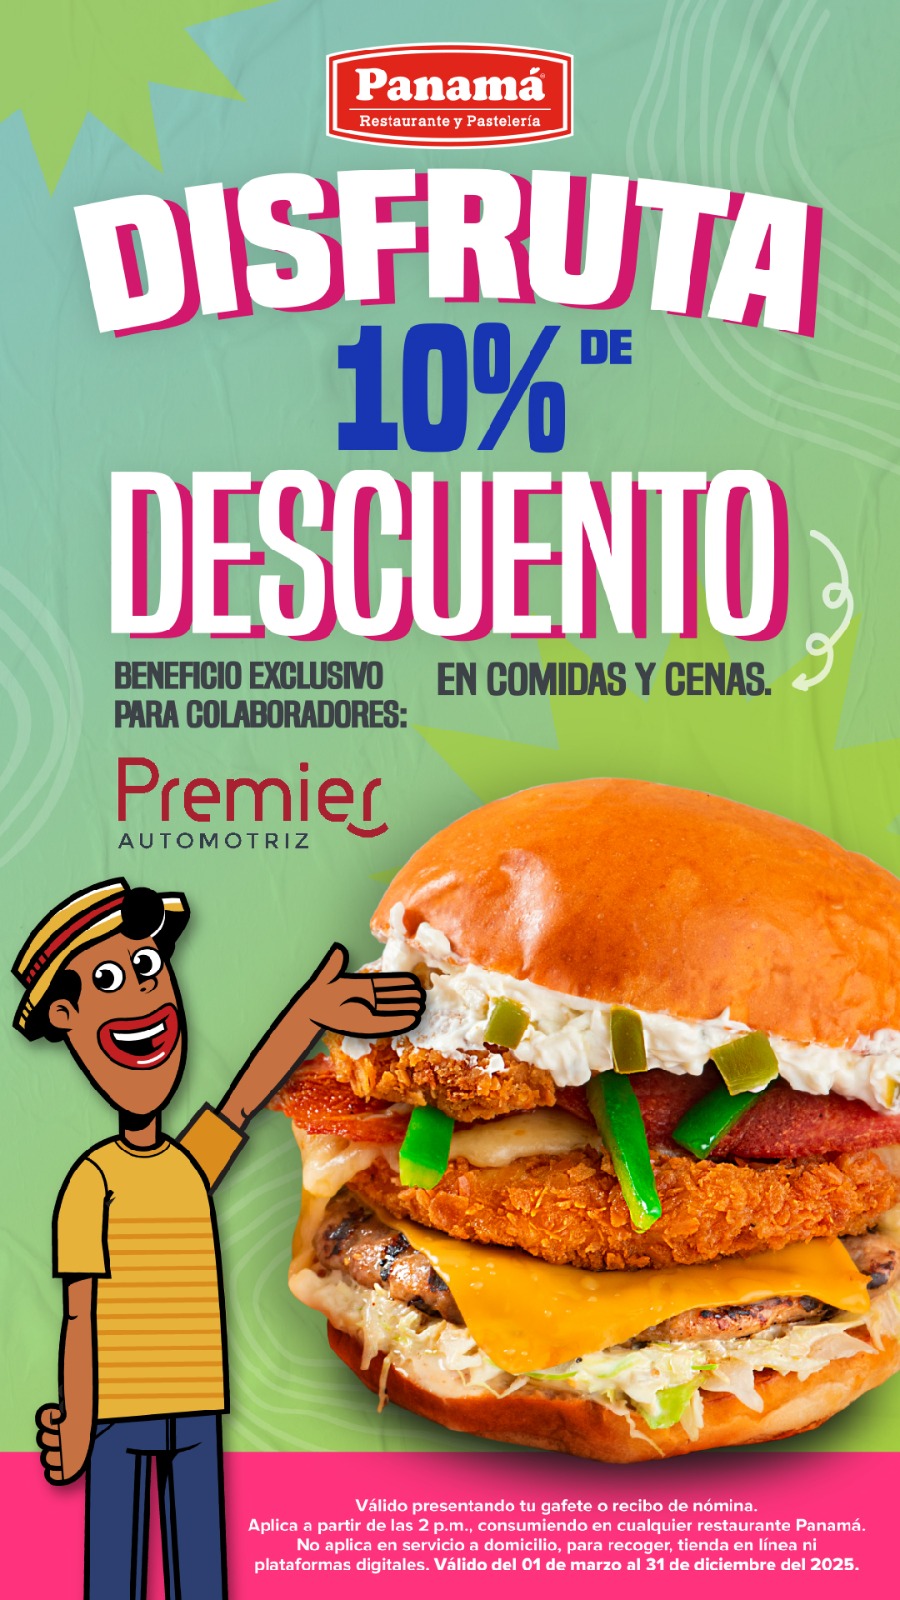 Panamá
Restaurante y Pastelería
DISFRUTA
10% DE
DESCUENTO
EN COMIDAS Y CENAS.
BENEFICIO EXCLUSIVO
PARA COLABORADORES:
Premier
AUTOMOTRIZ
Válido presentando tu gafete o recibo de nómina.
Aplica a partir de las 2 p.m., consumiendo en cualquier restaurante Panamá.
No aplica en servicio a domicilio, para recoger, tienda en línea ni
plataformas digitales. Válido del 01 de marzo al 31 de diciembre del 2025.